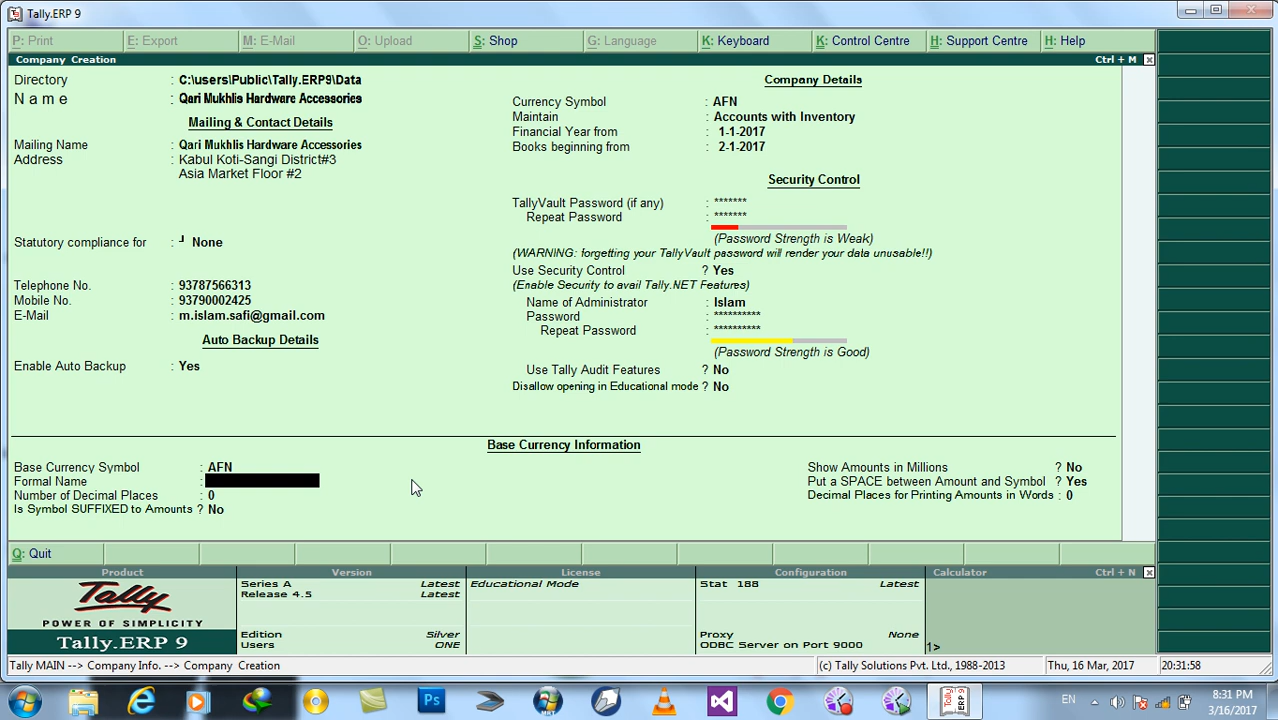 Tally.ERP 9
P: Print E: Export M: E-Mail O: Upload S: Shop G: Language K: Keyboard K: Control Centre H: Support Centre H: Help
Company Creation Ctrl + M
Directory : C:\users\Public\Tally.ERP9\Data
Name : Qari Mukhlis Hardware Accessories
Mailing & Contact Details
Mailing Name : Qari Mukhlis Hardware Accessories
Address : Kabul Koti-Sangi District#3
Asia Market Floor #2
Statutory compliance for : ┘ None
Telephone No. : 93787566313
Mobile No. : 93790002425
E-Mail : m.islam.safi@gmail.com
Auto Backup Details
Enable Auto Backup : Yes
Company Details
Currency Symbol : AFN
Maintain : Accounts with Inventory
Financial Year from : 1-1-2017
Books beginning from : 2-1-2017
Security Control
TallyVault Password (if any) : *******
Repeat Password : *******
(Password Strength is Weak)
(WARNING: forgetting your TallyVault password will render your data unusable!!)
Use Security Control ? Yes
(Enable Security to avail Tally.NET Features)
Name of Administrator : Islam
Password : **********
Repeat Password : **********
(Password Strength is Good)
Use Tally Audit Features ? No
Disallow opening in Educational mode ? No
Base Currency Information
Base Currency Symbol : AFN
Formal Name :
Number of Decimal Places : 0
Is Symbol SUFFIXED to Amounts ? No
Show Amounts in Millions ? No
Put a SPACE between Amount and Symbol ? Yes
Decimal Places for Printing Amounts in Words : 0
Q: Quit
Product Version License Configuration Calculator Ctrl + N
Tally
POWER OF SIMPLICITY
Tally.ERP 9
Series A Latest
Release 4.5 Latest
Edition Silver
Users ONE
Educational Mode
Stat 188 Latest
Proxy None
ODBC Server on Port 9000
1>
Tally MAIN --> Company Info. --> Company Creation (c) Tally Solutions Pvt. Ltd., 1988-2013 Thu, 16 Mar, 2017 20:31:58
Ps
Tally
ERP 9
EN
8:31 PM
3/16/2017